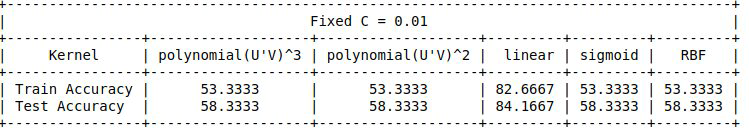 +-----------------------------------------------------------------------------------------+
|                                     Fixed C = 0.01                                      |
+----------------+--------------------+--------------------+---------+---------+---------+
|     Kernel     | polynomial(U'V)^3 | polynomial(U'V)^2 |  linear | sigmoid |   RBF   |
+----------------+--------------------+--------------------+---------+---------+---------+
| Train Accuracy |      53.3333      |      53.3333      | 82.6667 | 53.3333 | 53.3333 |
| Test Accuracy  |      58.3333      |      58.3333      | 84.1667 | 58.3333 | 58.3333 |
+----------------+--------------------+--------------------+---------+---------+---------+